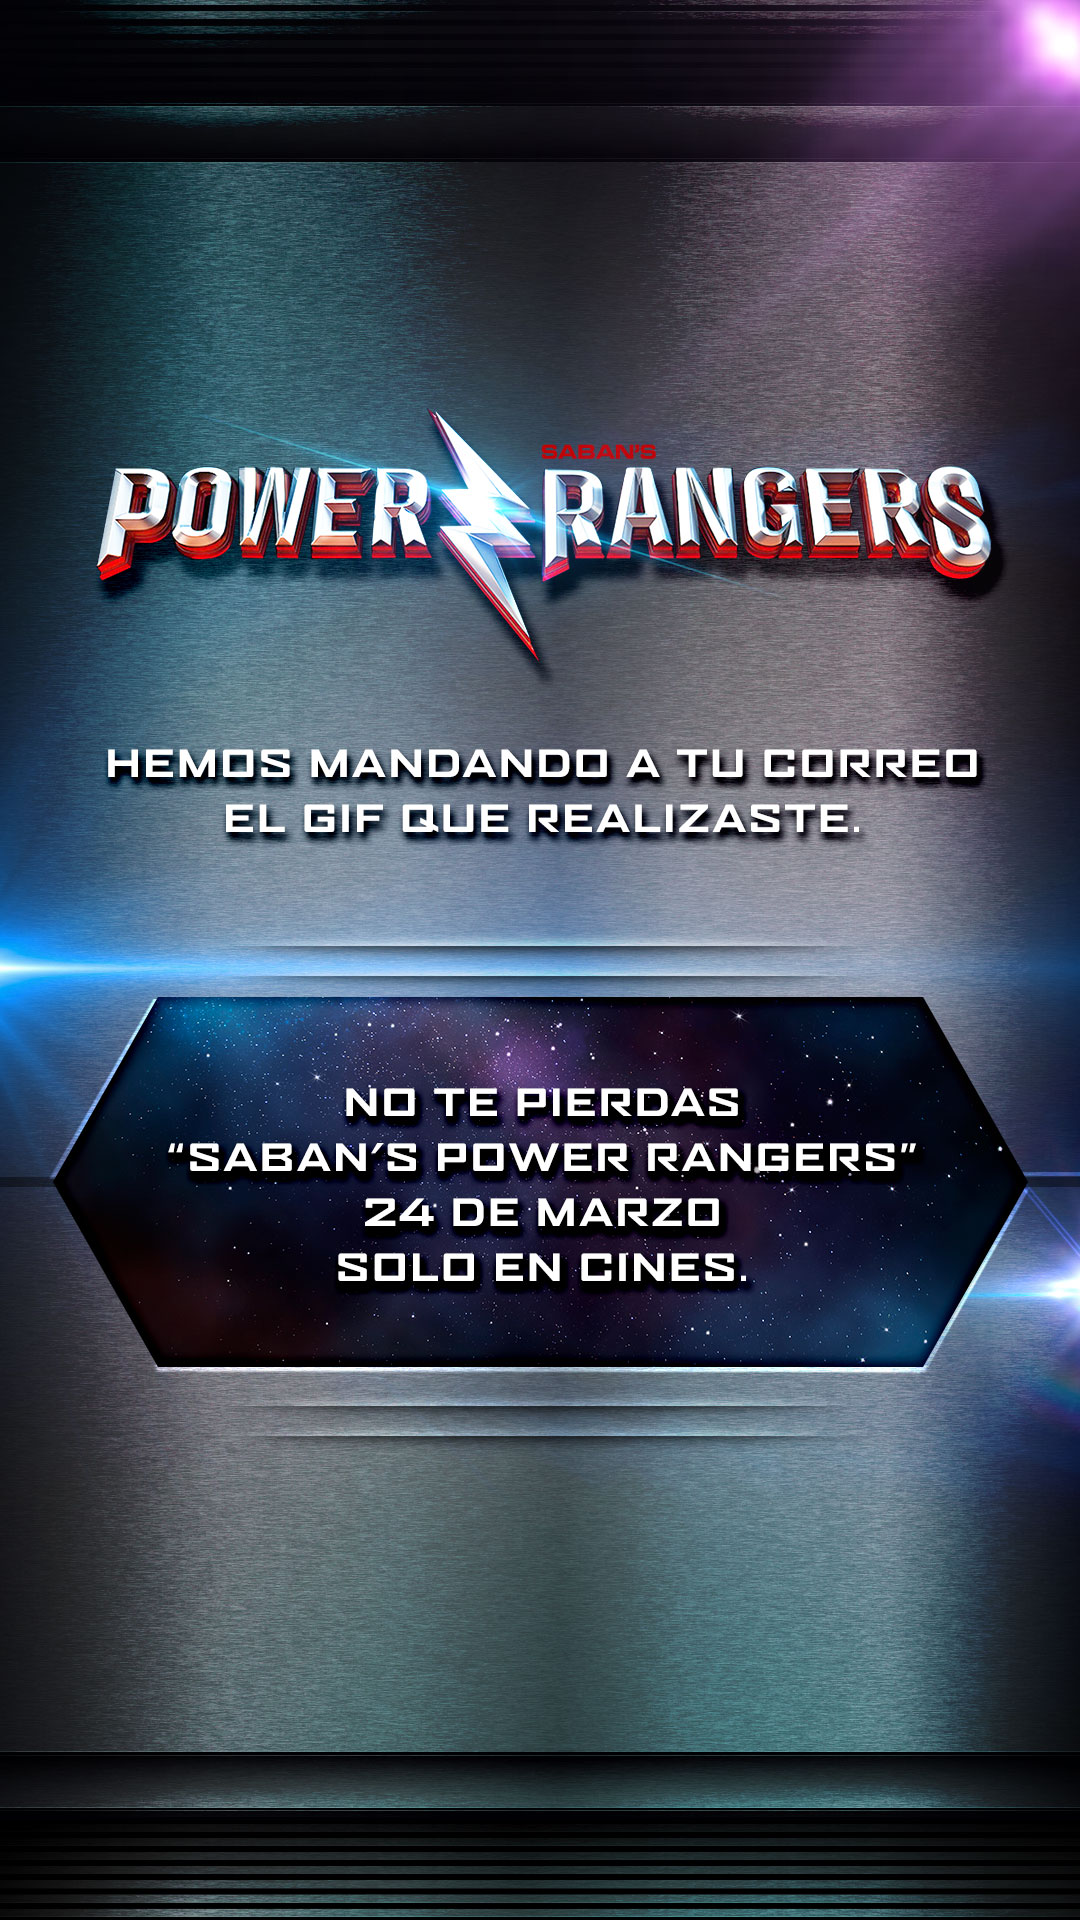 SABAN'S
POWER RANGERS
HEMOS MANDANDO A TU CORREO
EL GIF QUE REALIZASTE.
NO TE PIERDAS
“SABAN'S POWER RANGERS”
24 DE MARZO
SOLO EN CINES.